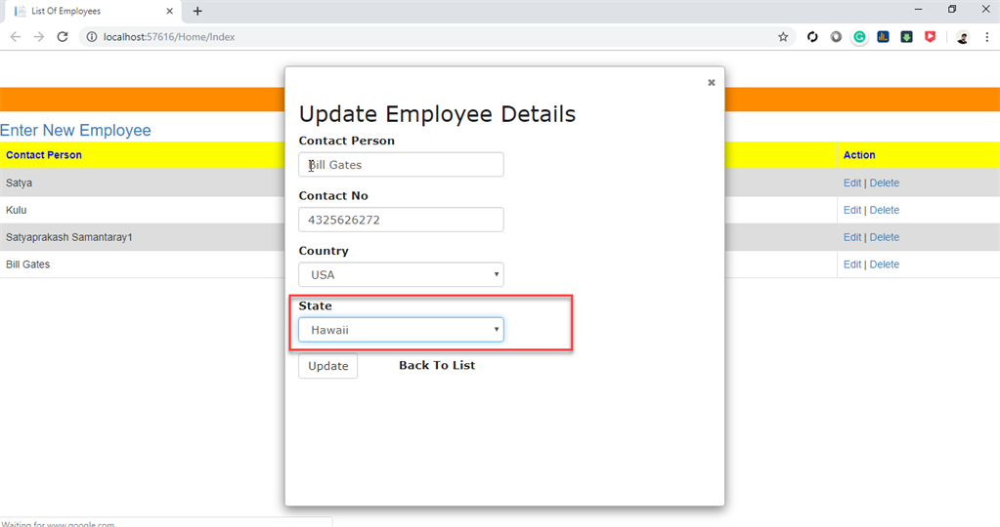 List Of Employees
localhost:57616/Home/Index
Update Employee Details
Enter New Employee
Contact Person
Action
Satya
Edit | Delete
Kulu
Edit | Delete
Satyaprakash Samantaray1
Edit | Delete
Bill Gates
Edit | Delete
Contact Person
Bill Gates
Contact No
4325626272
Country
USA
State
Hawaii
Update
Back To List
Waiting for www.google.com